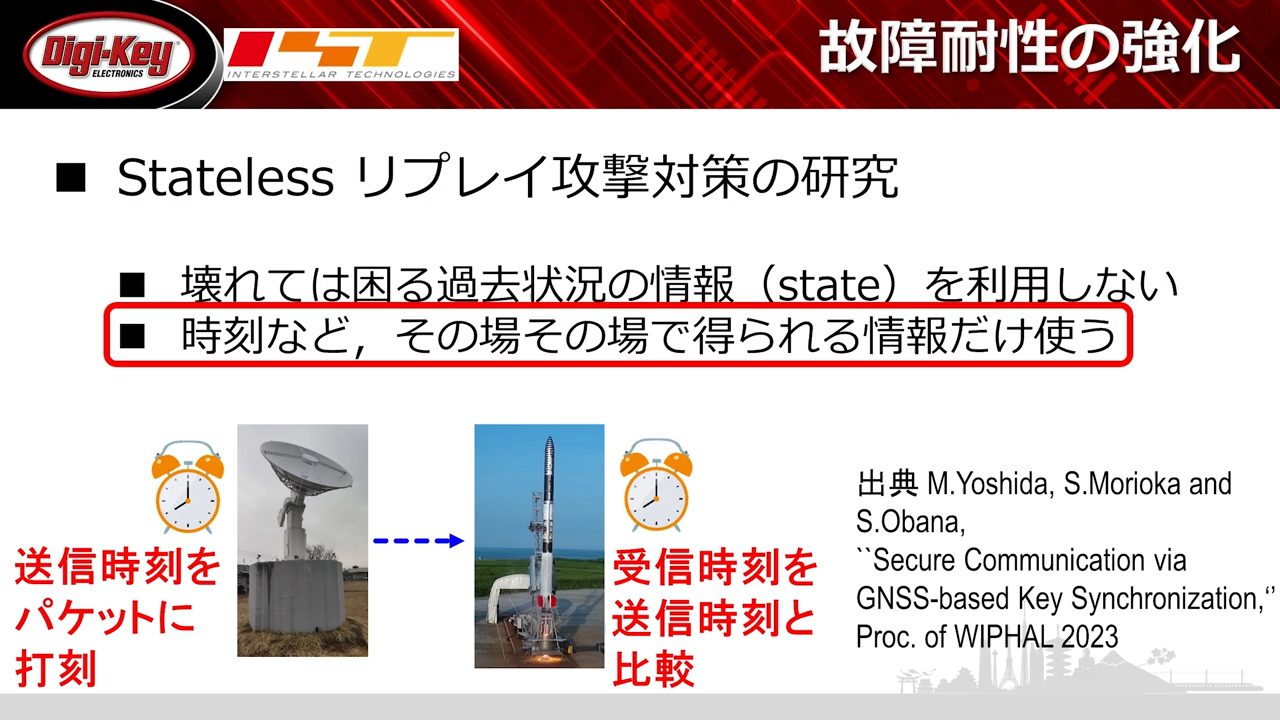 Digi-Key
ELECTRONICS
IST
INTERSTELLAR TECHNOLOGIES
故障耐性の強化
■ Stateless リプレイ攻撃対策の研究
■ 壊れては困る過去状況の情報（state）を利用しない
■ 時刻など，その場その場で得られる情報だけ使う
送信時刻を
パケットに
打刻
受信時刻を
送信時刻と
比較
出典 M.Yoshida, S.Morioka and
S.Obana,
``Secure Communication via
GNSS-based Key Synchronization,‘’
Proc. of WIPHAL 2023